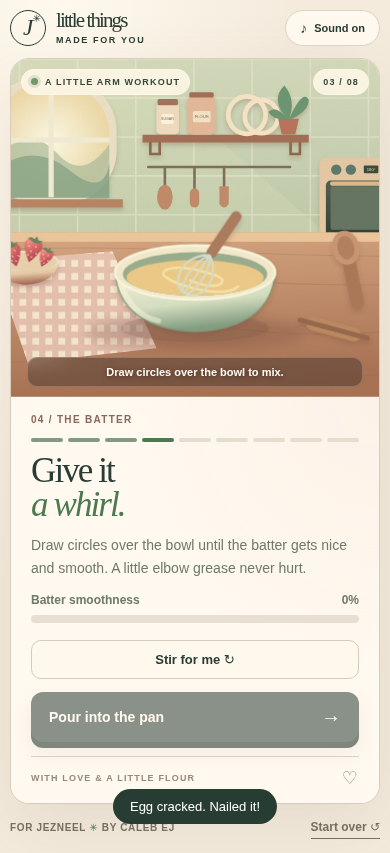 J✳ little things
MADE FOR YOU
♪ Sound on
A LITTLE ARM WORKOUT
03 / 08
SUGAR
FLOUR
Draw circles over the bowl to mix.
04 / THE BATTER
Give it
a whirl.
Draw circles over the bowl until the batter gets nice
and smooth. A little elbow grease never hurt.
Batter smoothness 0%
Stir for me ↻
Pour into the pan →
WITH LOVE & A LITTLE FLOUR ♡
Egg cracked. Nailed it!
FOR JEZNEEL ✳ BY CALEB EJ
Start over ↺